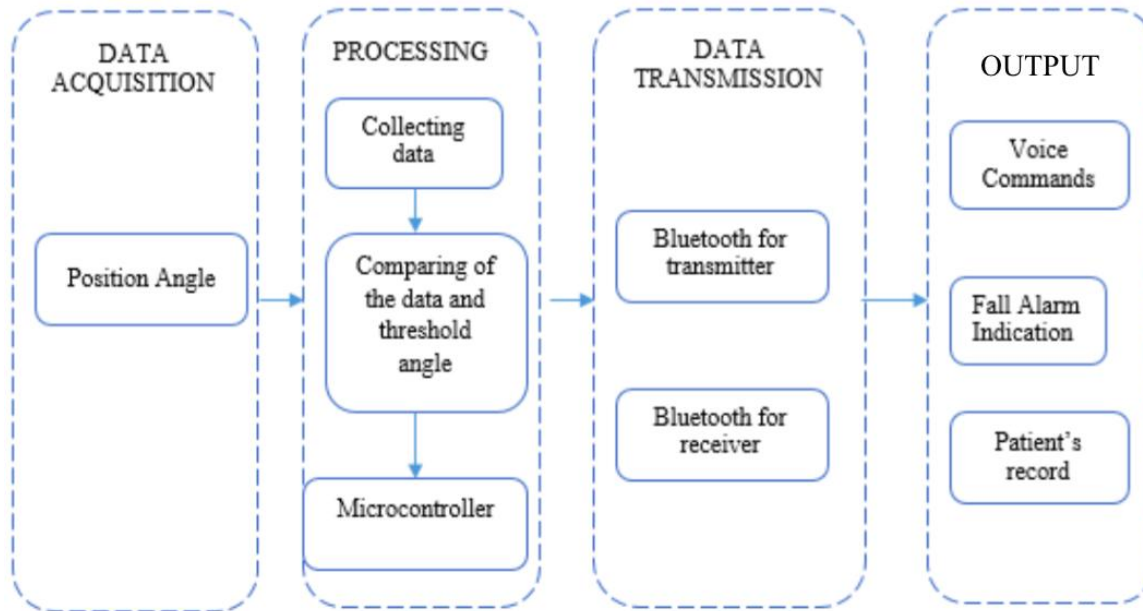 DATA
ACQUISITION
Position Angle
PROCESSING
Collecting
data
Comparing of
the data and
threshold
angle
Microcontroller
DATA
TRANSMISSION
Bluetooth for
transmitter
Bluetooth for
receiver
OUTPUT
Voice
Commands
Fall Alarm
Indication
Patient’s
record